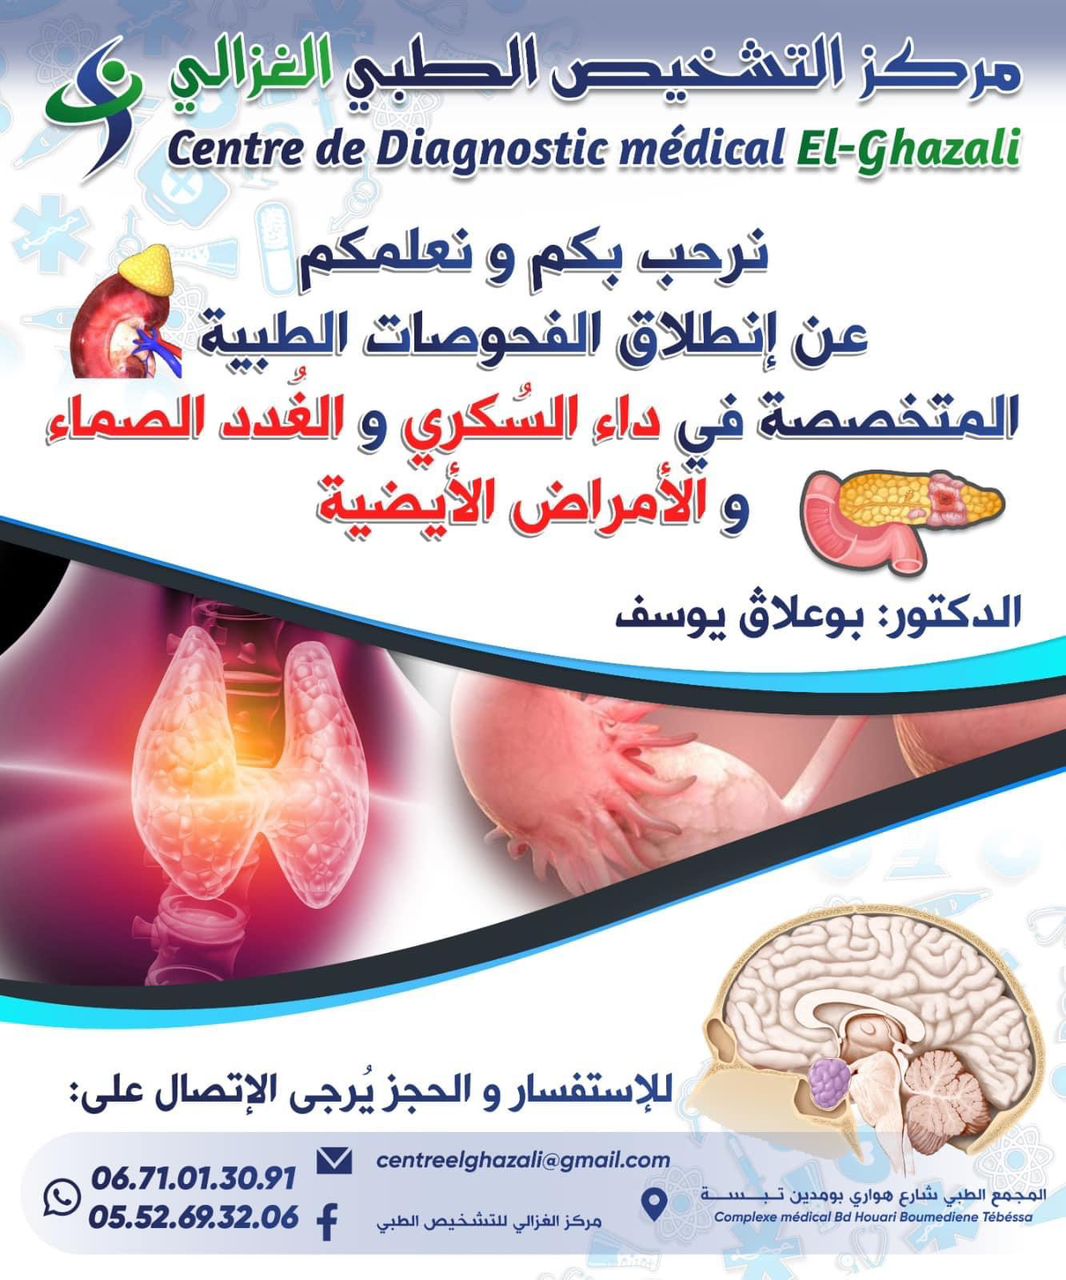 مركز التشخيص الطبي الغزالي
Centre de Diagnostic médical El-Ghazali
نرحب بكم و نعلمكم
عن إنطلاق الفحوصات الطبية
المتخصصة في داء السُكري و الغُدد الصماء
و الأمراض الأيضية
الدكتور: بوعلاق يوسف
للإستفسار و الحجز يُرجى الإتصال على:
06.71.01.30.91
05.52.69.32.06
centreelghazali@gmail.com
مركز الغزالي للتشخيص الطبي
المجمع الطبي شارع هواري بومدين تبـــسـة
Complexe médical Bd Houari Boumediene Tébéssa